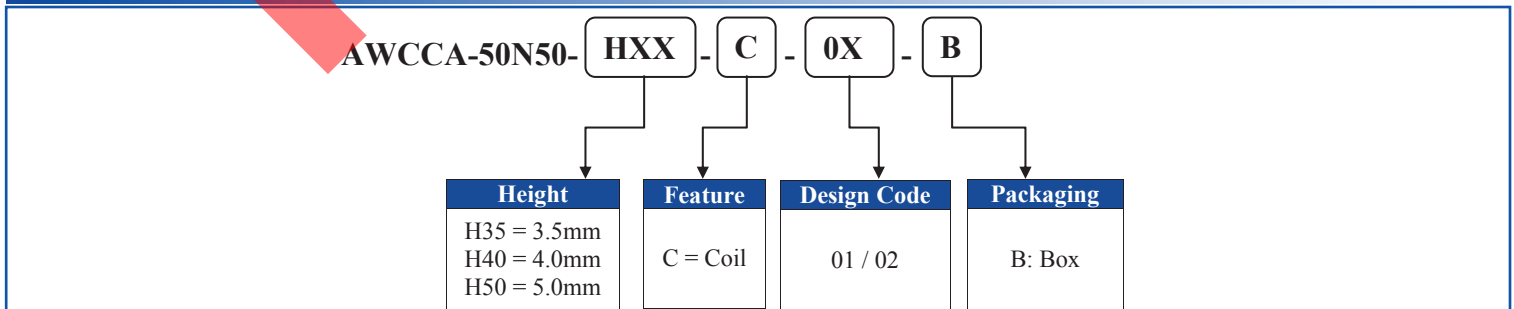 AWCCA-50N50- HXX - C - 0X - B
Height Feature Design Code Packaging
H35 = 3.5mm
H40 = 4.0mm C = Coil 01 / 02 B: Box
H50 = 5.0mm